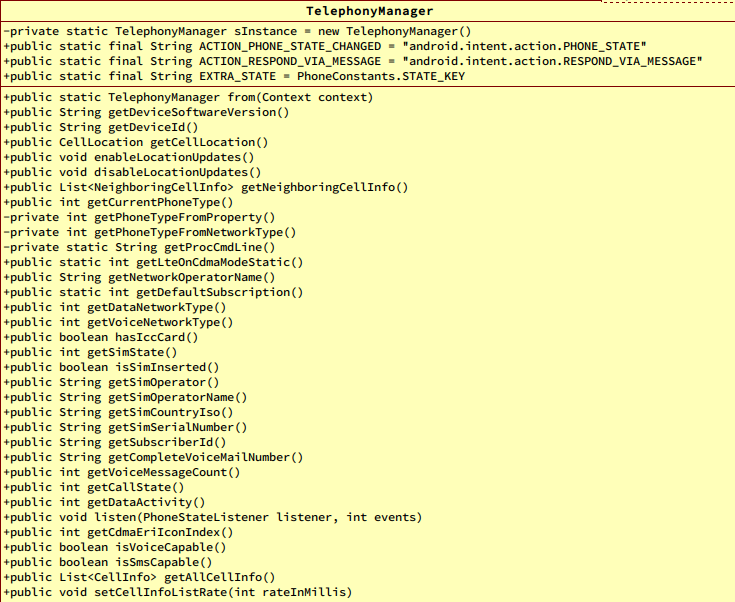 TelephonyManager
-private static TelephonyManager sInstance = new TelephonyManager()
+public static final String ACTION_PHONE_STATE_CHANGED = "android.intent.action.PHONE_STATE"
+public static final String ACTION_RESPOND_VIA_MESSAGE = "android.intent.action.RESPOND_VIA_MESSAGE"
+public static final String EXTRA_STATE = PhoneConstants.STATE_KEY
+public static TelephonyManager from(Context context)
+public String getDeviceSoftwareVersion()
+public String getDeviceId()
+public CellLocation getCellLocation()
+public void enableLocationUpdates()
+public void disableLocationUpdates()
+public List<NeighboringCellInfo> getNeighboringCellInfo()
+public int getCurrentPhoneType()
-private int getPhoneTypeFromProperty()
-private int getPhoneTypeFromNetworkType()
-private static String getProcCmdLine()
+public static int getLteOnCdmaModeStatic()
+public String getNetworkOperatorName()
+public static int getDefaultSubscription()
+public int getDataNetworkType()
+public int getVoiceNetworkType()
+public boolean hasIccCard()
+public int getSimState()
+public boolean isSimInserted()
+public String getSimOperator()
+public String getSimOperatorName()
+public String getSimCountryIso()
+public String getSimSerialNumber()
+public String getSubscriberId()
+public String getCompleteVoiceMailNumber()
+public int getVoiceMessageCount()
+public int getCallState()
+public int getDataActivity()
+public void listen(PhoneStateListener listener, int events)
+public int getCdmaEriIconIndex()
+public boolean isVoiceCapable()
+public boolean isSmsCapable()
+public List<CellInfo> getAllCellInfo()
+public void setCellInfoListRate(int rateInMillis)